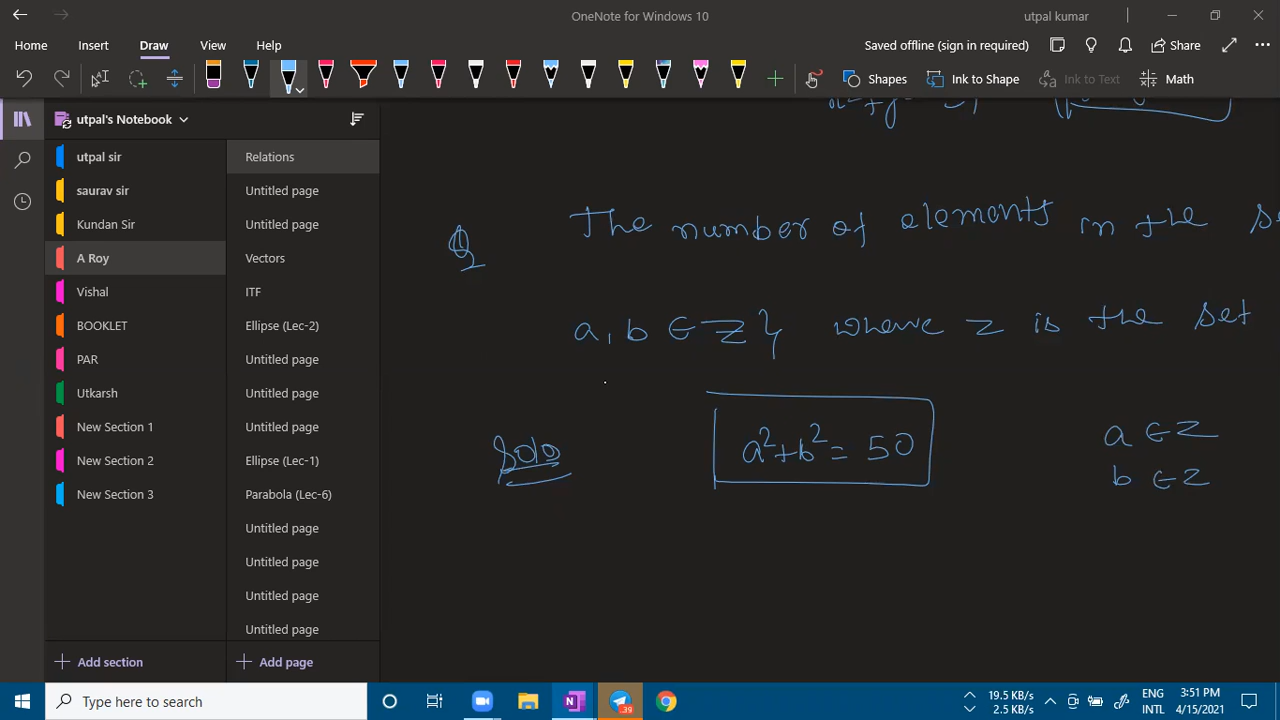 OneNote for Windows 10
utpal kumar
Home
Insert
Draw
View
Help
Saved offline (sign in required)
Share
Shapes
Ink to Shape
Ink to Text
Math
utpal's Notebook
utpal sir
saurav sir
Kundan Sir
A Roy
Vishal
BOOKLET
PAR
Utkarsh
New Section 1
New Section 2
New Section 3
Add section
Relations
Untitled page
Untitled page
Vectors
ITF
Ellipse (Lec-2)
Untitled page
Untitled page
Untitled page
Ellipse (Lec-1)
Parabola (Lec-6)
Untitled page
Untitled page
Untitled page
Untitled page
Add page
Q The number of elements in the
a, b ∈ Z} where z is the set
Soln a²+b² = 50 a ∈ Z
b ∈ Z
Type here to search
39
19.5 KB/s
2.5 KB/s
ENG
INTL
3:51 PM
4/15/2021